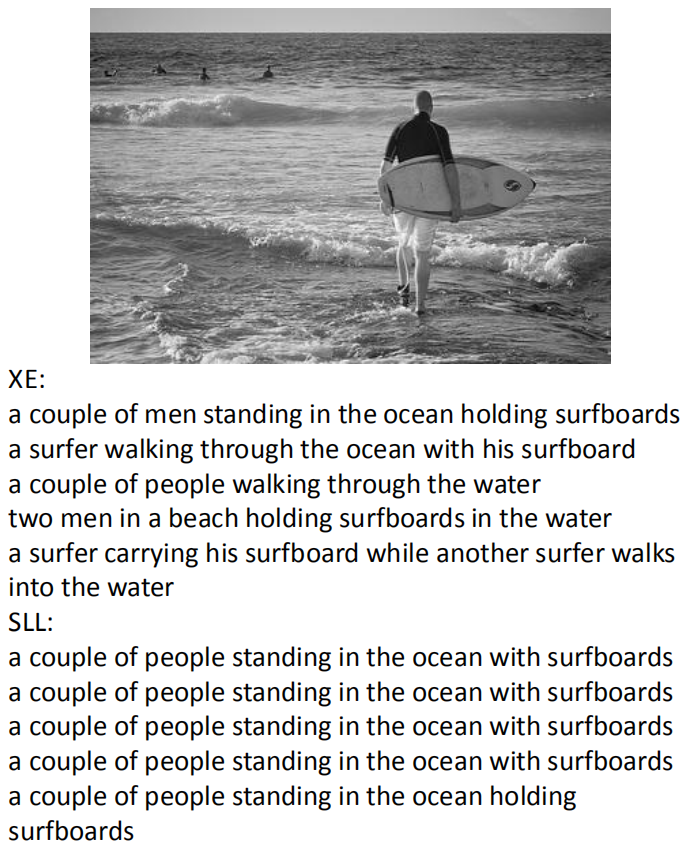 XE:
a couple of men standing in the ocean holding surfboards
a surfer walking through the ocean with his surfboard
a couple of people walking through the water
two men in a beach holding surfboards in the water
a surfer carrying his surfboard while another surfer walks
into the water
SLL:
a couple of people standing in the ocean with surfboards
a couple of people standing in the ocean with surfboards
a couple of people standing in the ocean with surfboards
a couple of people standing in the ocean with surfboards
a couple of people standing in the ocean holding
surfboards